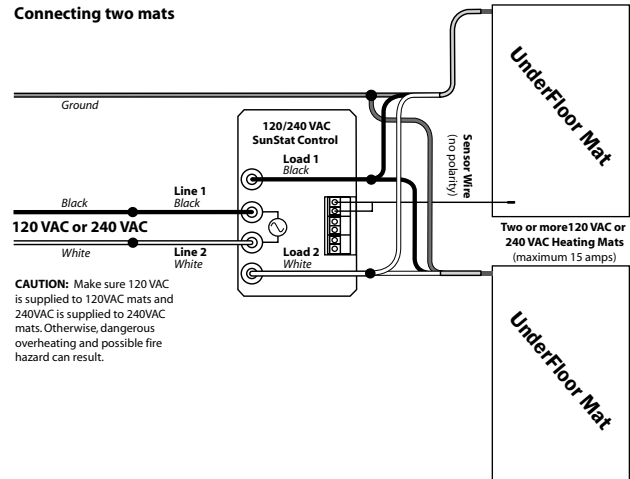 Connecting two mats
Ground
120/240 VAC
SunStat Control
Load 1
Black
Line 1
Black
Black
120 VAC or 240 VAC
White
Line 2
White
Load 2
White
Sensor Wire
(no polarity)
UnderFloor Mat
Two or more120 VAC or
240 VAC Heating Mats
(maximum 15 amps)
CAUTION: Make sure 120 VAC
is supplied to 120VAC mats and
240VAC is supplied to 240VAC
mats. Otherwise, dangerous
overheating and possible fire
hazard can result.
UnderFloor Mat